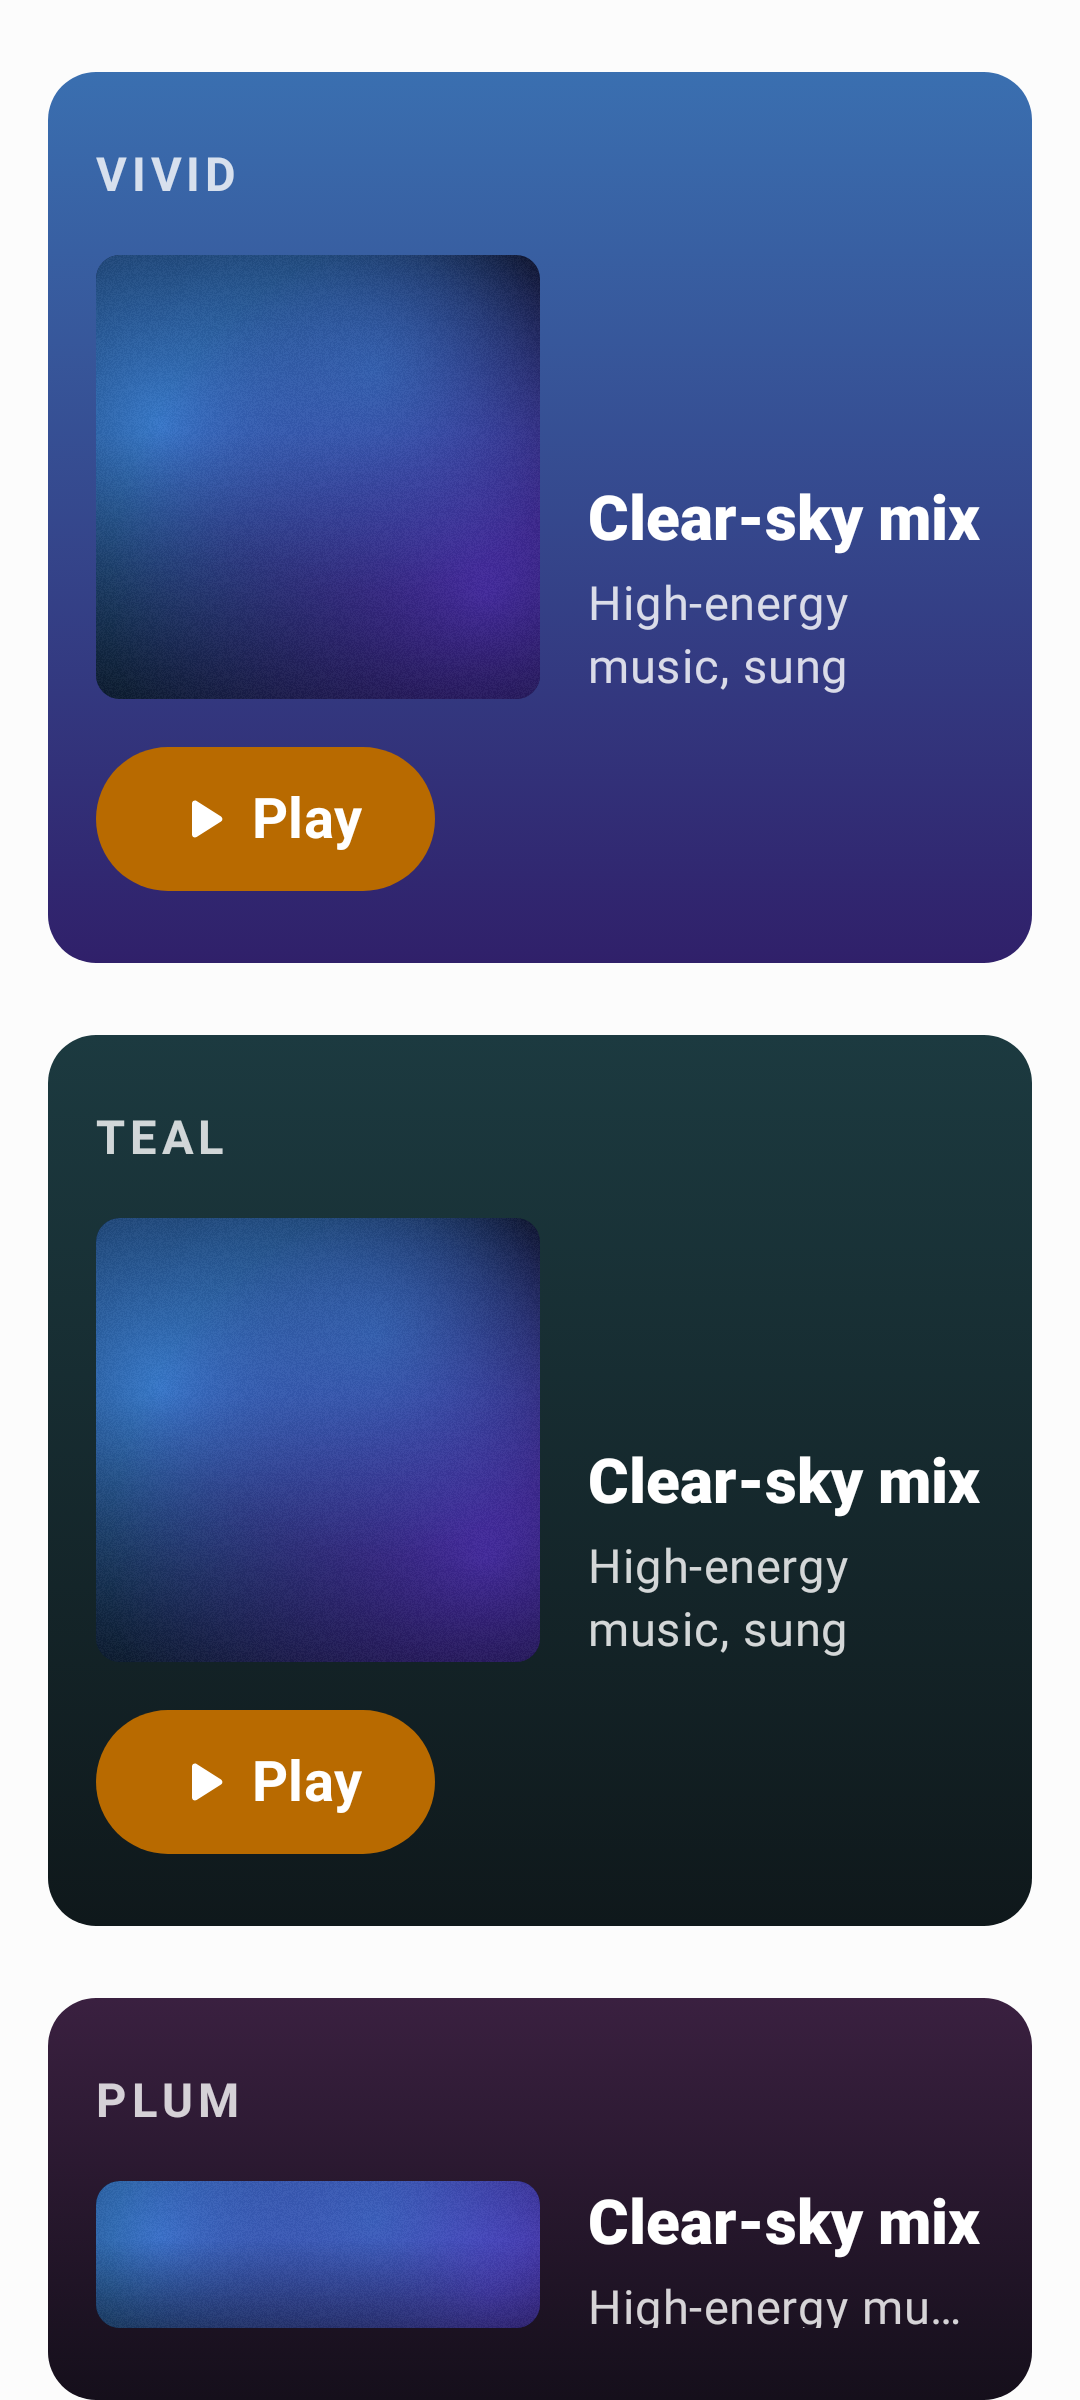 VIVID
Clear-sky mix
High-energy
music, sung
Play
TEAL
Clear-sky mix
High-energy
music, sung
Play
PLUM
Clear-sky mix
High-energy mu…